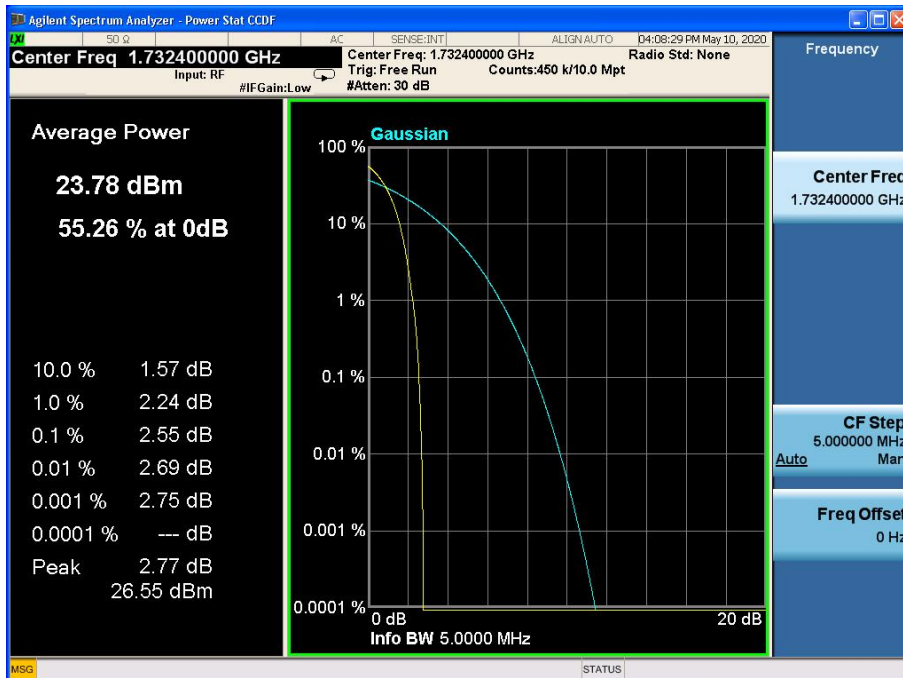 Agilent Spectrum Analyzer - Power Stat CCDF
LXI 50 Ω AC SENSE:INT ALIGN AUTO 04:08:29 PM May 10, 2020
Center Freq 1.732400000 GHz
Input: RF
#IFGain:Low
Center Freq: 1.732400000 GHz Radio Std: None
Trig: Free Run Counts:450 k/10.0 Mpt
#Atten: 30 dB
Average Power
23.78 dBm
55.26 % at 0dB
10.0 % 1.57 dB
1.0 % 2.24 dB
0.1 % 2.55 dB
0.01 % 2.69 dB
0.001 % 2.75 dB
0.0001 % --- dB
Peak 2.77 dB
26.55 dBm
Gaussian
100 %
10 %
1 %
0.1 %
0.01 %
0.001 %
0.0001 %
0 dB 20 dB
Info BW 5.0000 MHz
Frequency
Center Freq
1.732400000 GHz
CF Step
5.000000 MHz
Auto Man
Freq Offset
0 Hz
MSG STATUS